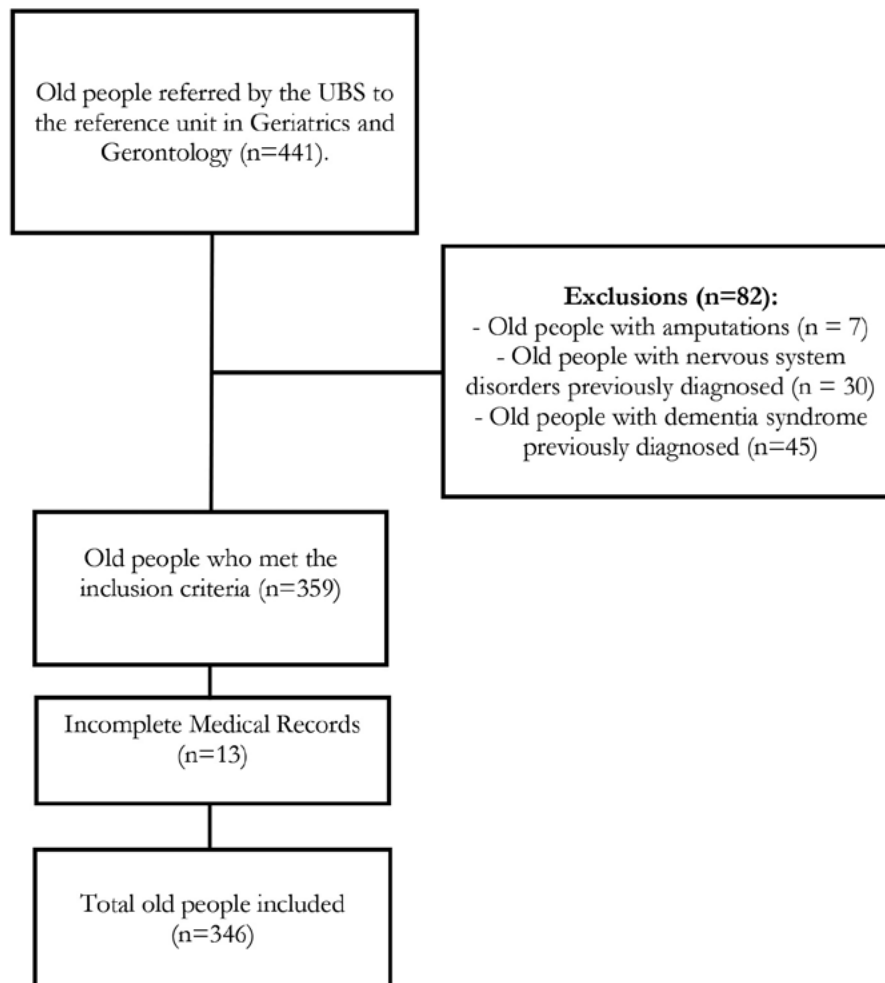 Old people referred by the UBS to
the reference unit in Geriatrics and
Gerontology (n=441).
Exclusions (n=82):
- Old people with amputations (n = 7)
- Old people with nervous system
disorders previously diagnosed (n = 30)
- Old people with dementia syndrome
previously diagnosed (n=45)
Old people who met the
inclusion criteria (n=359)
Incomplete Medical Records
(n=13)
Total old people included
(n=346)